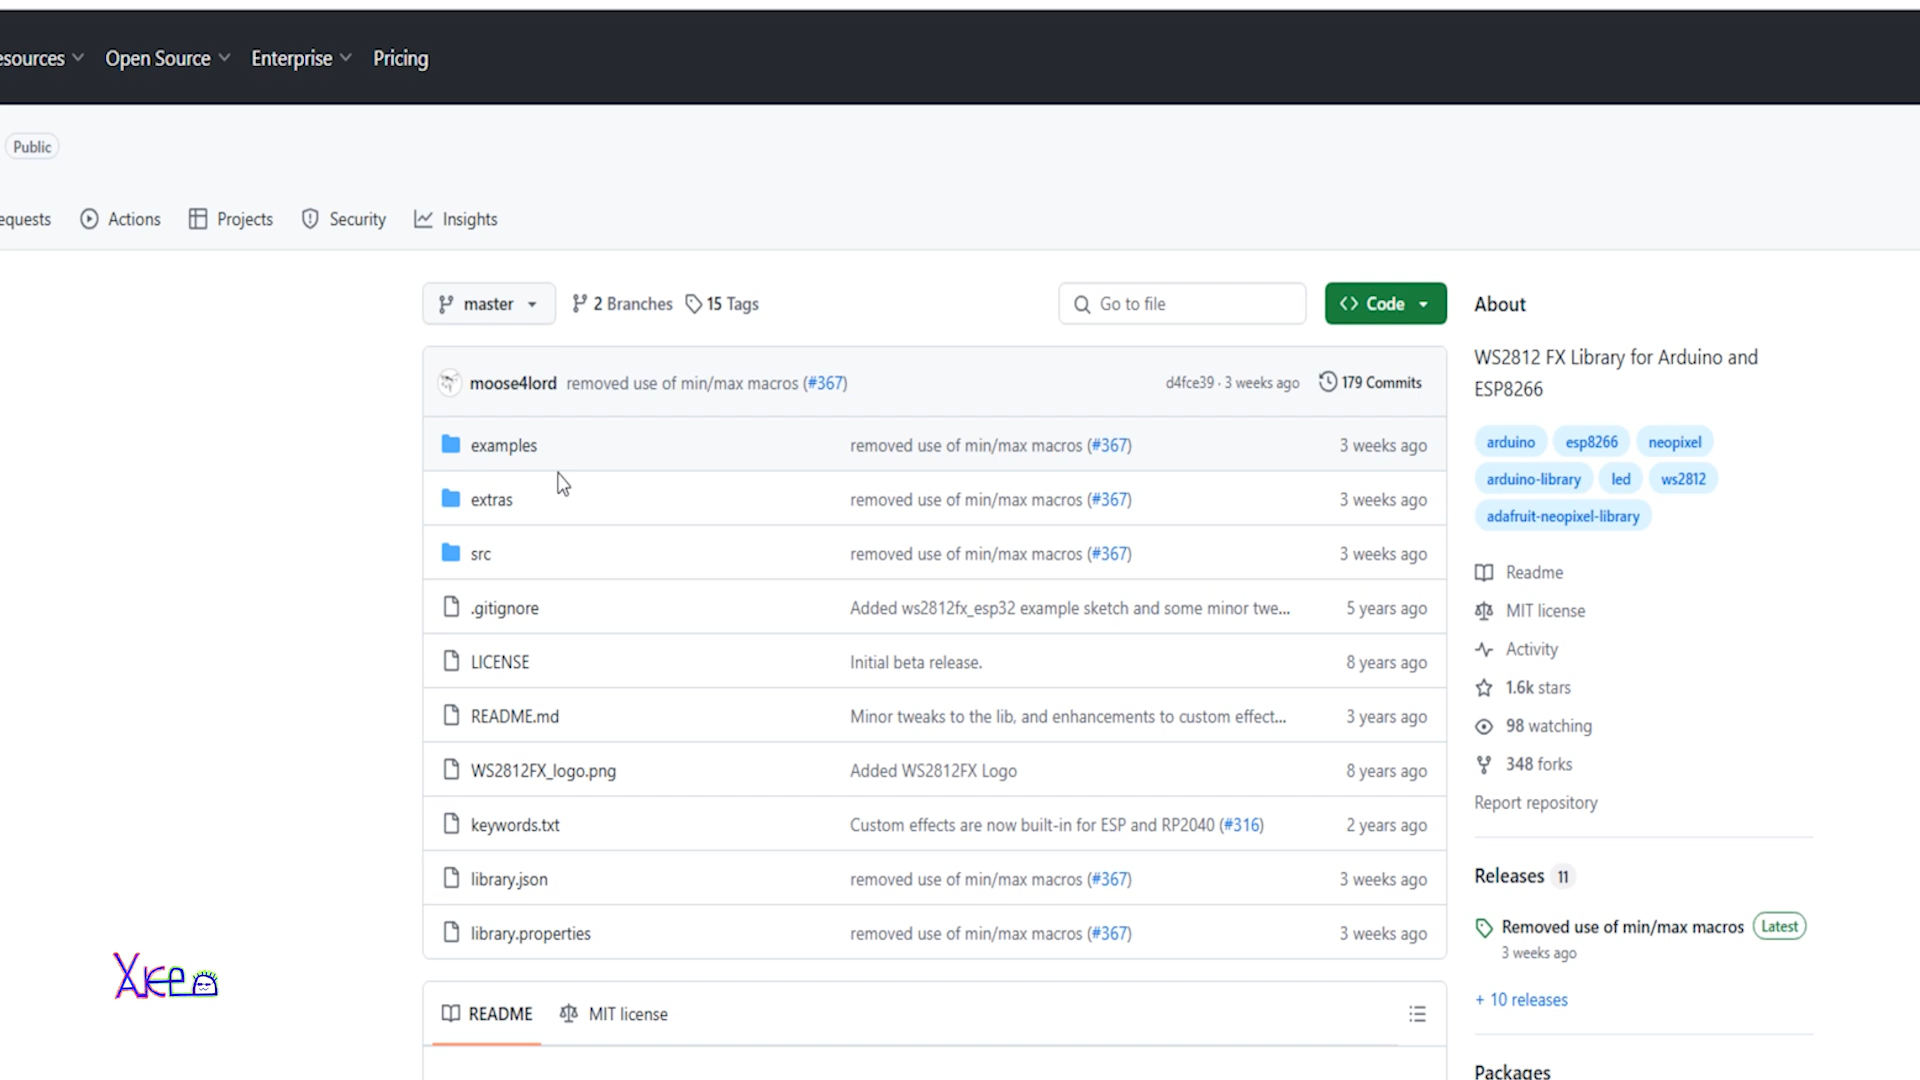 esources Open Source Enterprise Pricing
Public
equests Actions Projects Security Insights
master 2 Branches 15 Tags Go to file Code
moose4lord removed use of min/max macros (#367) d4fce39 · 3 weeks ago 179 Commits
examples removed use of min/max macros (#367) 3 weeks ago
extras removed use of min/max macros (#367) 3 weeks ago
src removed use of min/max macros (#367) 3 weeks ago
.gitignore Added ws2812fx_esp32 example sketch and some minor twe... 5 years ago
LICENSE Initial beta release. 8 years ago
README.md Minor tweaks to the lib, and enhancements to custom effect... 3 years ago
WS2812FX_logo.png Added WS2812FX Logo 8 years ago
keywords.txt Custom effects are now built-in for ESP and RP2040 (#316) 2 years ago
library.json removed use of min/max macros (#367) 3 weeks ago
library.properties removed use of min/max macros (#367) 3 weeks ago
README MIT license
About
WS2812 FX Library for Arduino and
ESP8266
arduino esp8266 neopixel
arduino-library led ws2812
adafruit-neopixel-library
Readme
MIT license
Activity
1.6k stars
98 watching
348 forks
Report repository
Releases 11
Removed use of min/max macros Latest
3 weeks ago
+ 10 releases
Packages